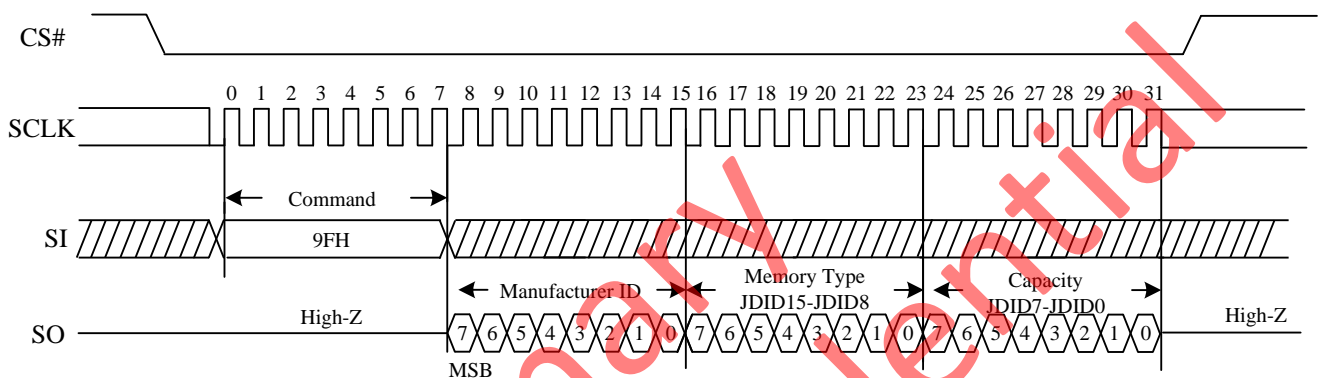 CS#
0 1 2 3 4 5 6 7 8 9 10 11 12 13 14 15 16 17 18 19 20 21 22 23 24 25 26 27 28 29 30 31
SCLK
Command
SI
9FH
Manufacturer ID
Memory Type
JDID15-JDID8
Capacity
JDID7-JDID0
SO
High-Z
7 6 5 4 3 2 1 0 7 6 5 4 3 2 1 0 7 6 5 4 3 2 1 0
High-Z
MSB